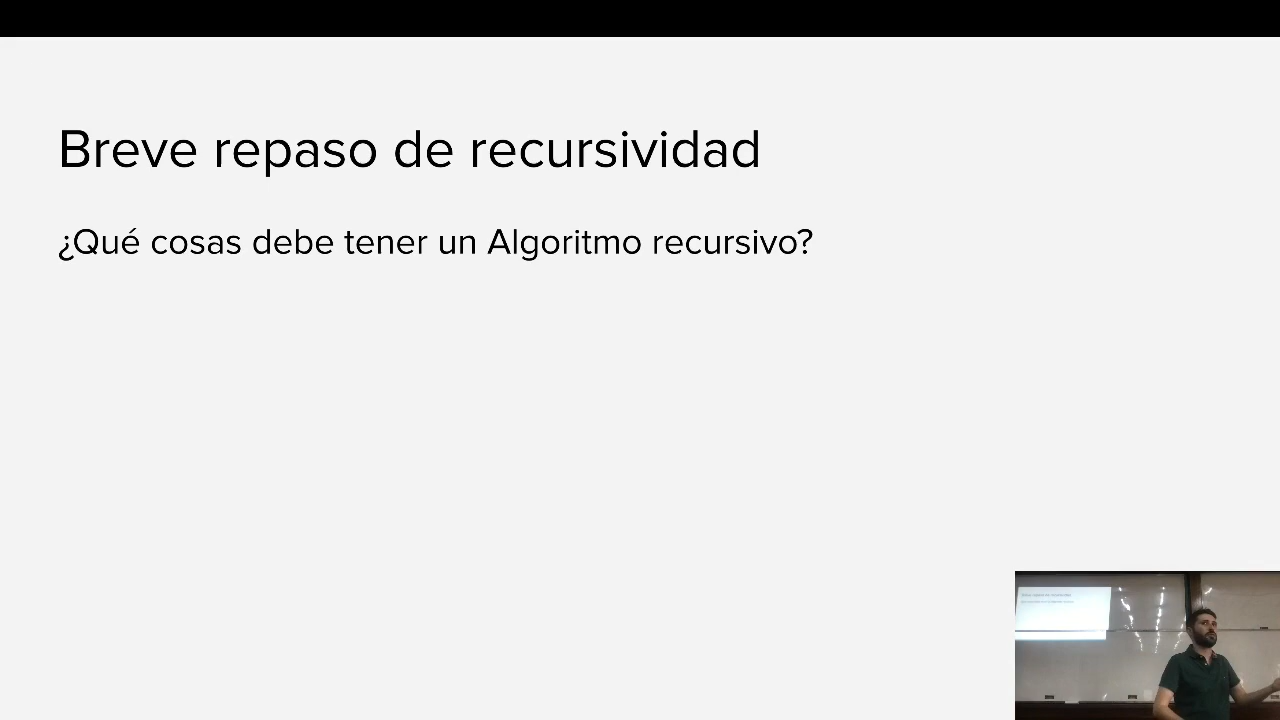 Breve repaso de recursividad
¿Qué cosas debe tener un Algoritmo recursivo?